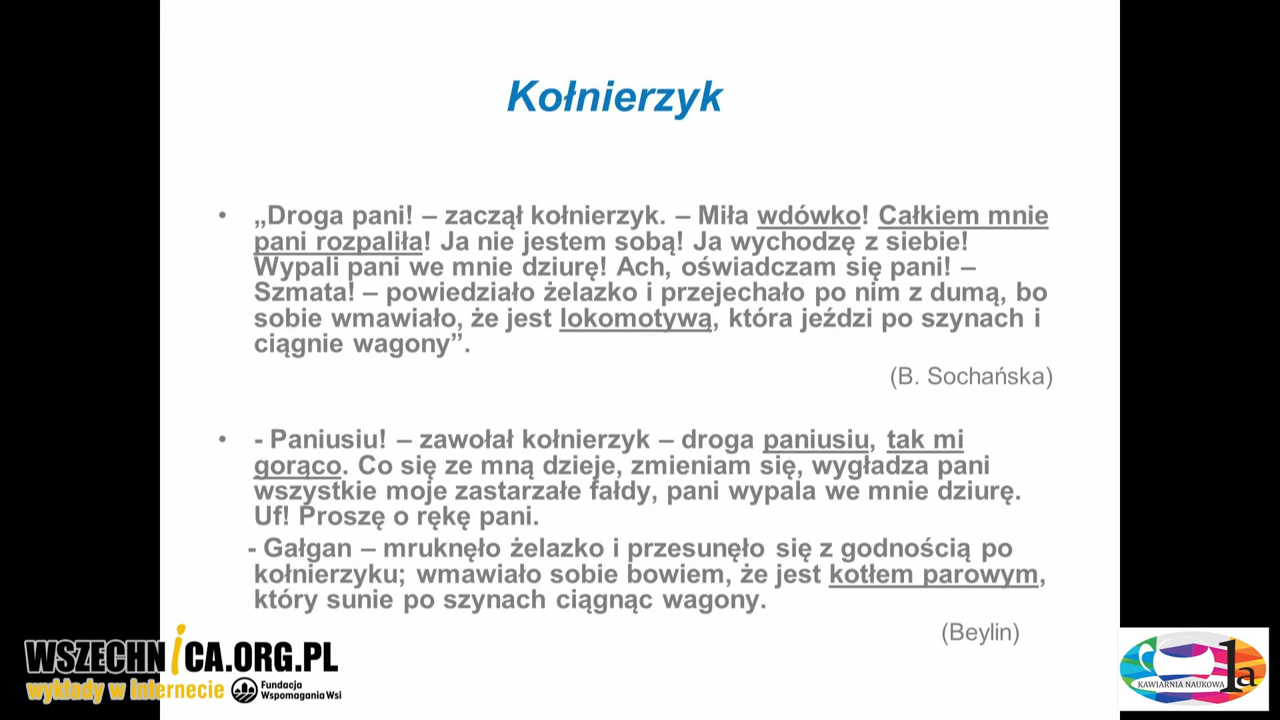 Kołnierzyk
• „Droga pani! – zaczął kołnierzyk. – Miła wdówko! Całkiem mnie
pani rozpaliła! Ja nie jestem sobą! Ja wychodzę z siebie!
Wypali pani we mnie dziurę! Ach, oświadczam się pani! –
Szmata! – powiedziało żelazko i przejechało po nim z dumą, bo
sobie wmawiało, że jest lokomotywą, która jeździ po szynach i
ciągnie wagony”.
(B. Sochańska)
• - Paniusiu! – zawołał kołnierzyk – droga paniusiu, tak mi
gorąco. Co się ze mną dzieje, zmieniam się, wygładza pani
wszystkie moje zastarzałe fałdy, pani wypala we mnie dziurę.
Uf! Proszę o rękę pani.
- Gałgan – mruknęło żelazko i przesunęło się z godnością po
kołnierzyku; wmawiało sobie bowiem, że jest kotłem parowym,
który sunie po szynach ciągnąc wagony.
(Beylin)
WSZECHNiCA.ORG.PL
wykłady w internecie
Fundacja
Wspomagania Wsi
KAWIARNIA NAUKOWA 1a